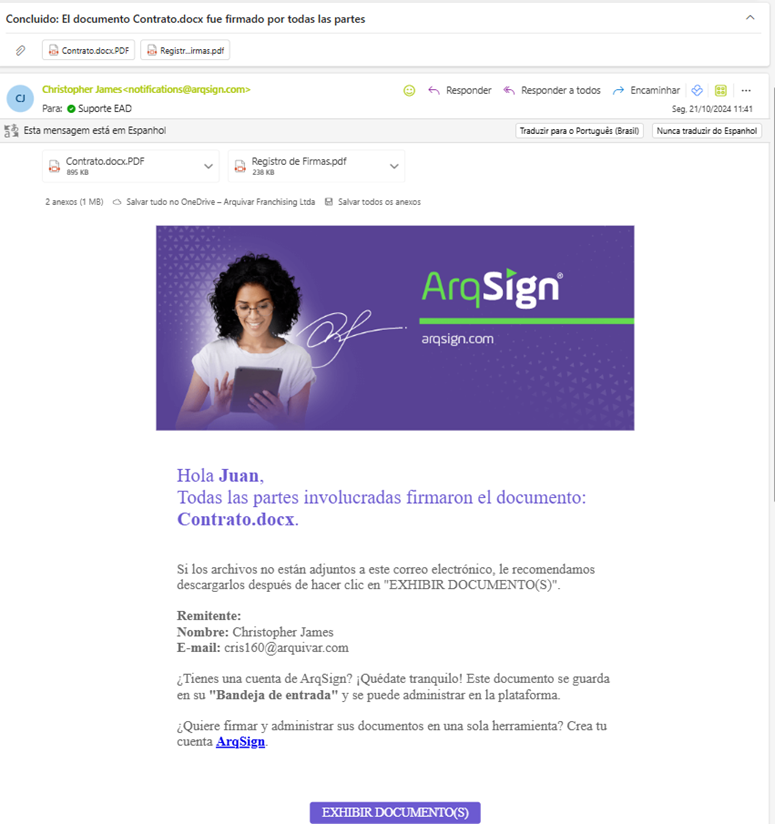 Concluido: El documento Contrato.docx fue firmado por todas las partes
Contrato.docx.PDF
Registr...irmas.pdf
CJ
Christopher James<notifications@arqsign.com>
Responder
Responder a todos
Encaminhar
Para: Suporte EAD
Seg, 21/10/2024 11:41
Esta mensagem está em Espanhol
Traduzir para o Português (Brasil)
Nunca traduzir do Espanhol
Contrato.docx.PDF
895 KB
Registro de Firmas.pdf
238 KB
2 anexos (1 MB)
Salvar tudo no OneDrive – Arquivar Franchising Ltda
Salvar todos os anexos
ArqSign®
arqsign.com
Hola Juan,
Todas las partes involucradas firmaron el documento:
Contrato.docx.
Si los archivos no están adjuntos a este correo electrónico, le recomendamos
descargarlos después de hacer clic en "EXHIBIR DOCUMENTO(S)".
Remitente:
Nombre: Christopher James
E-mail: cris160@arquivar.com
¿Tienes una cuenta de ArqSign? ¡Quédate tranquilo! Este documento se guarda
en su "Bandeja de entrada" y se puede administrar en la plataforma.
¿Quiere firmar y administrar sus documentos en una sola herramienta? Crea tu
cuenta ArqSign.
EXHIBIR DOCUMENTO(S)